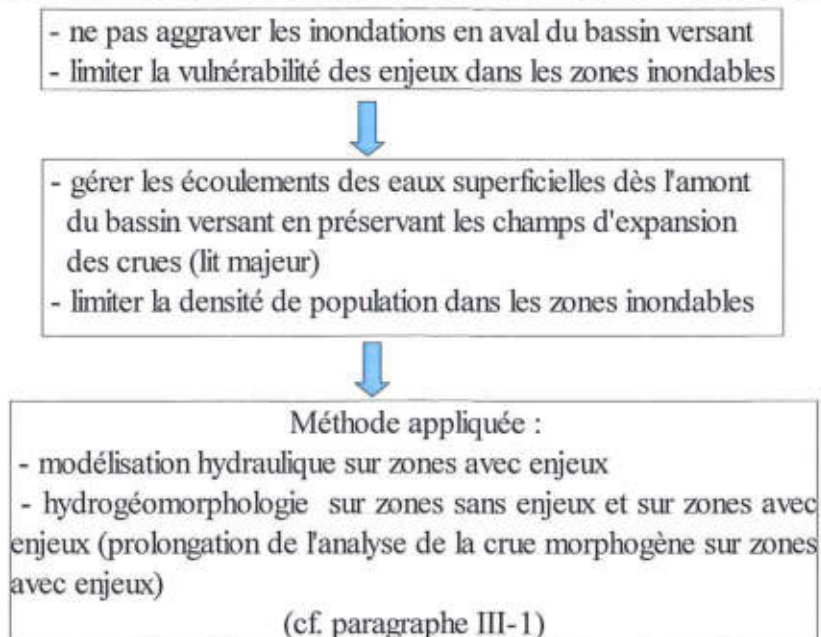 - ne pas aggraver les inondations en aval du bassin versant
- limiter la vulnérabilité des enjeux dans les zones inondables
- gérer les écoulements des eaux superficielles dès l'amont
du bassin versant en préservant les champs d'expansion
des crues (lit majeur)
- limiter la densité de population dans les zones inondables
Méthode appliquée :
- modélisation hydraulique sur zones avec enjeux
- hydrogéomorphologie sur zones sans enjeux et sur zones avec
enjeux (prolongation de l'analyse de la crue morphogène sur zones
avec enjeux)
(cf. paragraphe III-1)